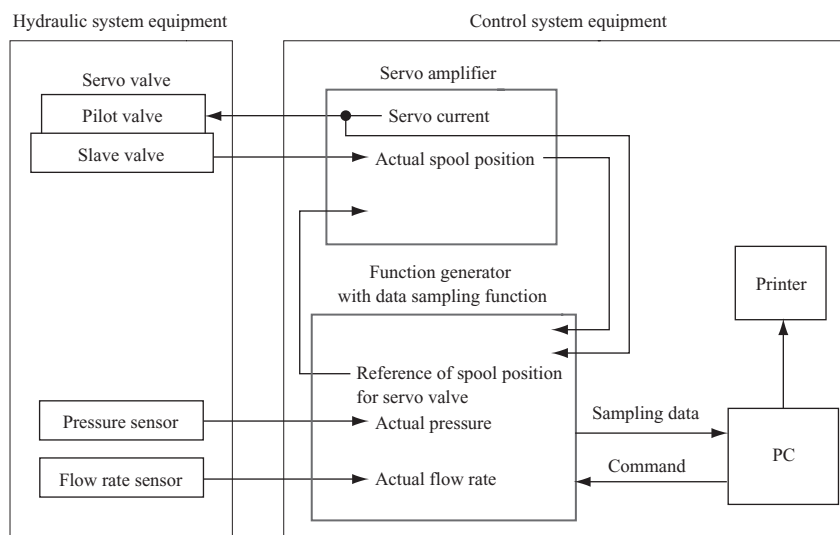 Hydraulic system equipment
Control system equipment
Servo valve
Pilot valve
Slave valve
Servo amplifier
Servo current
Actual spool position
Function generator
with data sampling function
Reference of spool position
for servo valve
Actual pressure
Actual flow rate
Pressure sensor
Flow rate sensor
Sampling data
Command
Printer
PC